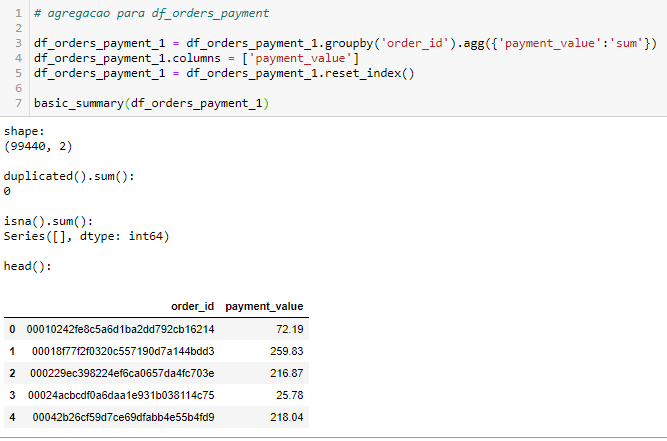 1 # agregacao para df_orders_payment
2
3 df_orders_payment_1 = df_orders_payment_1.groupby('order_id').agg({'payment_value':'sum'})
4 df_orders_payment_1.columns = ['payment_value']
5 df_orders_payment_1 = df_orders_payment_1.reset_index()
6
7 basic_summary(df_orders_payment_1)
shape:
(99440, 2)
duplicated().sum():
0
isna().sum():
Series([], dtype: int64)
head():
order_id payment_value
0 00010242fe8c5a6d1ba2dd792cb16214 72.19
1 00018f77f2f0320c557190d7a144bdd3 259.83
2 000229ec398224ef6ca0657da4fc703e 216.87
3 00024acbcdf0a6daa1e931b038114c75 25.78
4 00042b26cf59d7ce69dfabb4e55b4fd9 218.04